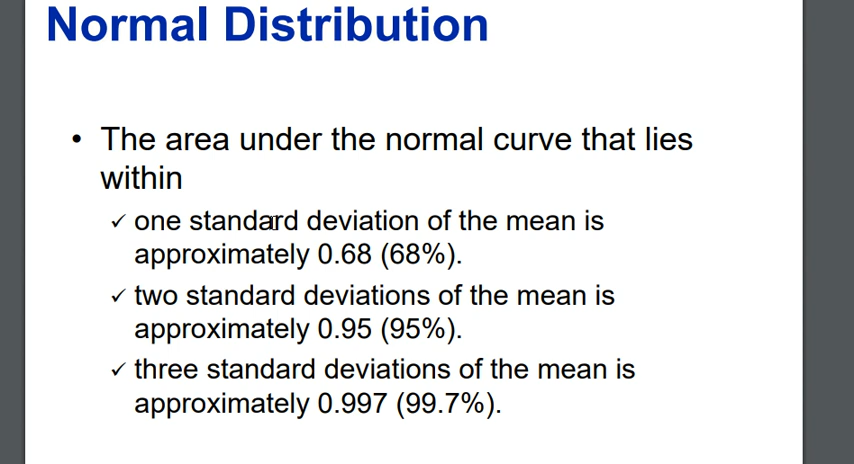 Normal Distribution
• The area under the normal curve that lies
within
✓ one standard deviation of the mean is
approximately 0.68 (68%).
✓ two standard deviations of the mean is
approximately 0.95 (95%).
✓ three standard deviations of the mean is
approximately 0.997 (99.7%).